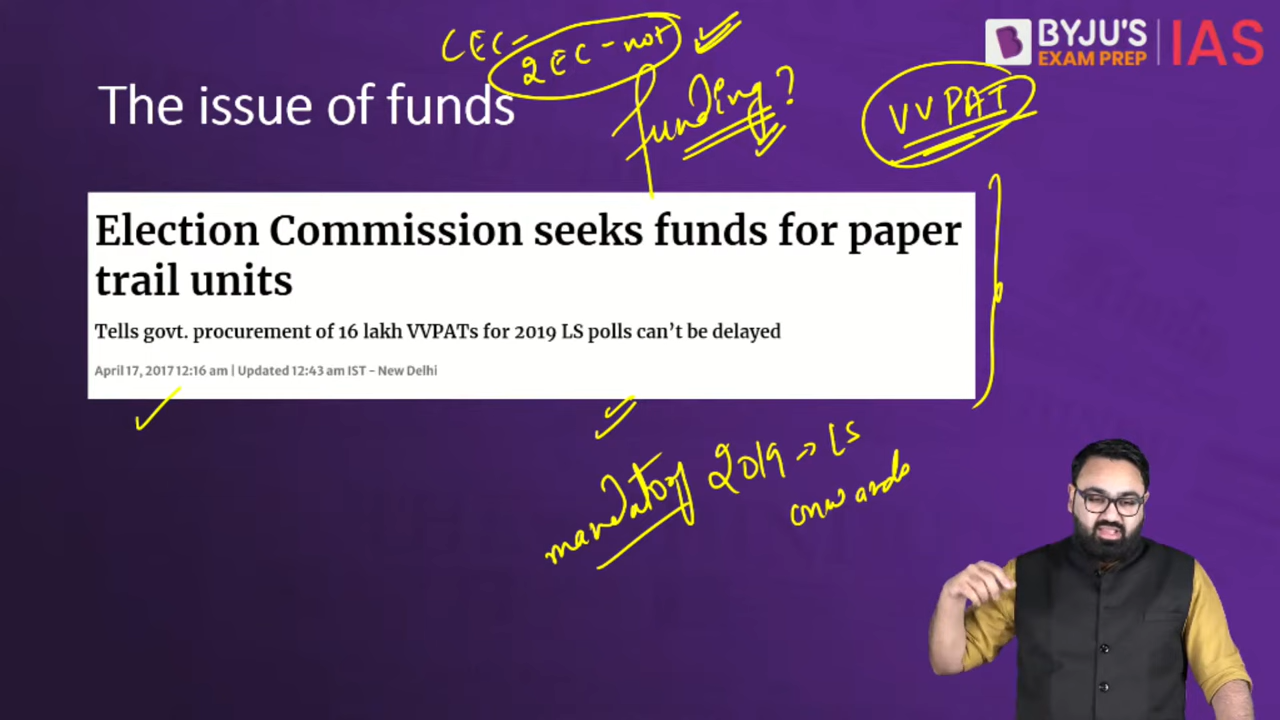 CEC -
2 EC - not
BYJU'S
EXAM PREP
IAS
The issue of funds
funding?
VVPAT
Election Commission seeks funds for paper
trail units
Tells govt. procurement of 16 lakh VVPATs for 2019 LS polls can't be delayed
April 17, 2017 12:16 am | Updated 12:43 am IST - New Delhi
mandatory 2019 → LS
onwards